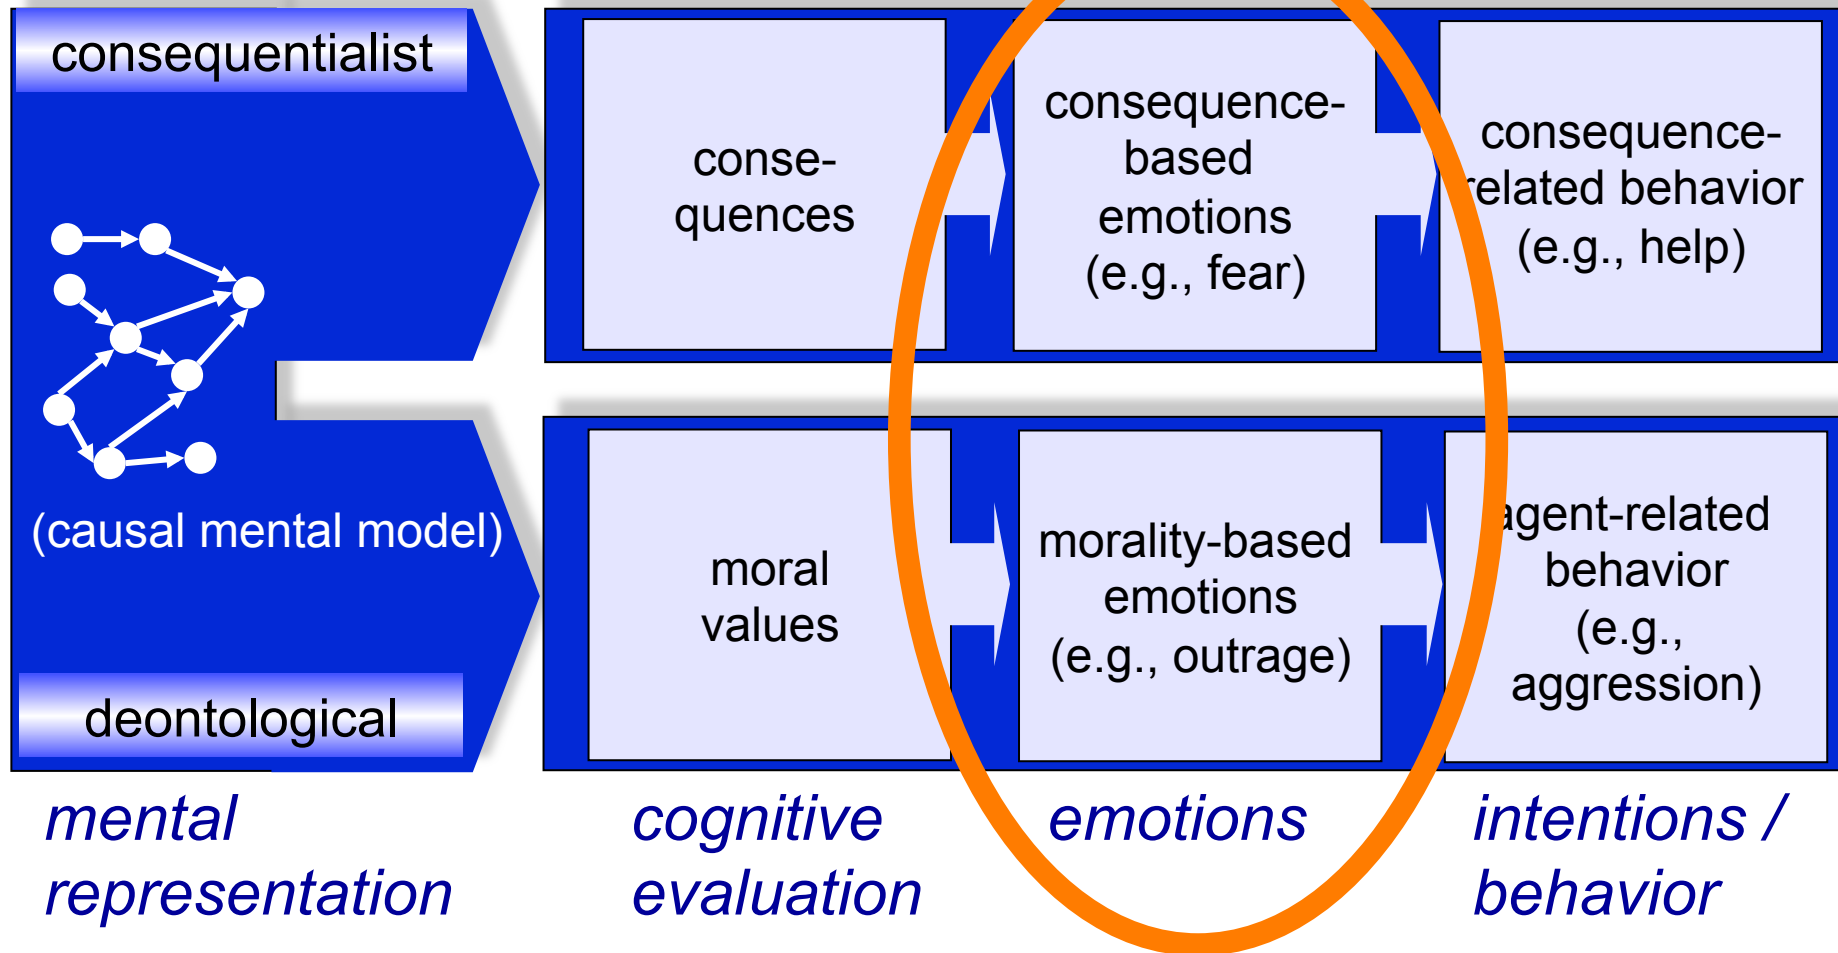 consequentialist
(causal mental model)
deontological
conse-
quences
consequence-
based
emotions
(e.g., fear)
consequence-
related behavior
(e.g., help)
moral
values
morality-based
emotions
(e.g., outrage)
agent-related
behavior
(e.g.,
aggression)
mental
representation
cognitive
evaluation
emotions
intentions /
behavior